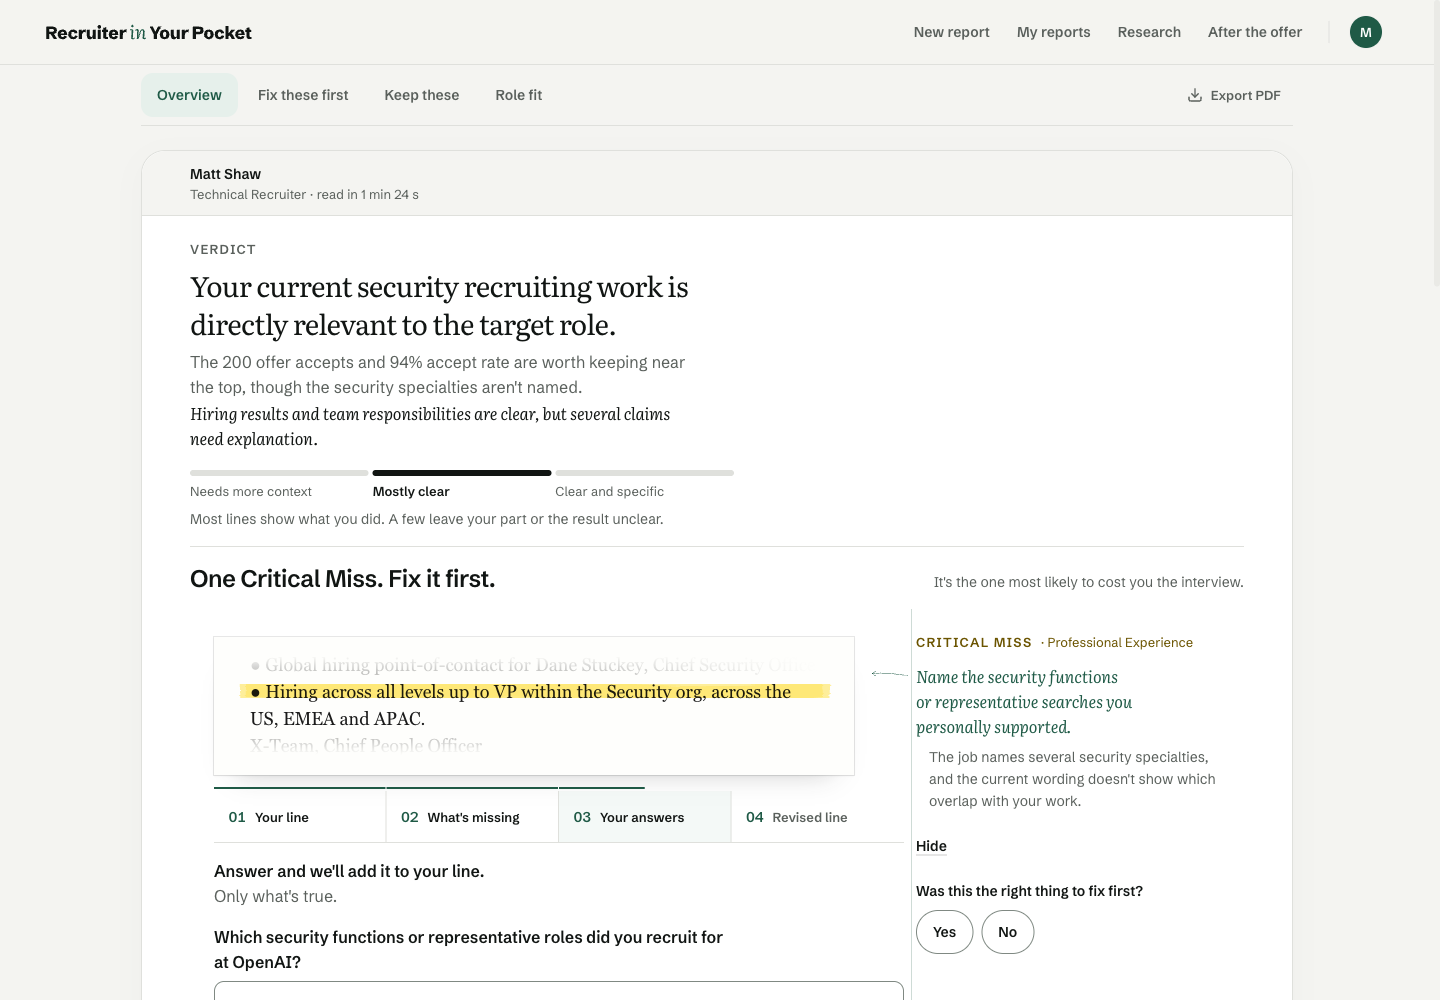 Recruiter in Your Pocket
New report
My reports
Research
After the offer
M
Overview
Fix these first
Keep these
Role fit
Export PDF
Matt Shaw
Technical Recruiter · read in 1 min 24 s
VERDICT
Your current security recruiting work is
directly relevant to the target role.
The 200 offer accepts and 94% accept rate are worth keeping near
the top, though the security specialties aren't named.
Hiring results and team responsibilities are clear, but several claims
need explanation.
Needs more context
Mostly clear
Clear and specific
Most lines show what you did. A few leave your part or the result unclear.
One Critical Miss. Fix it first.
It's the one most likely to cost you the interview.
● Global hiring point-of-contact for Dane Stuckey, Chief Security
● Hiring across all levels up to VP within the Security org, across the
US, EMEA and APAC.
X-Team, Chief People Officer
01 Your line
02 What's missing
03 Your answers
04 Revised line
Answer and we'll add it to your line.
Only what's true.
Which security functions or representative roles did you recruit for
at OpenAI?
CRITICAL MISS · Professional Experience
Name the security functions
or representative searches you
personally supported.
The job names several security specialties,
and the current wording doesn't show which
overlap with your work.
Hide
Was this the right thing to fix first?
Yes
No